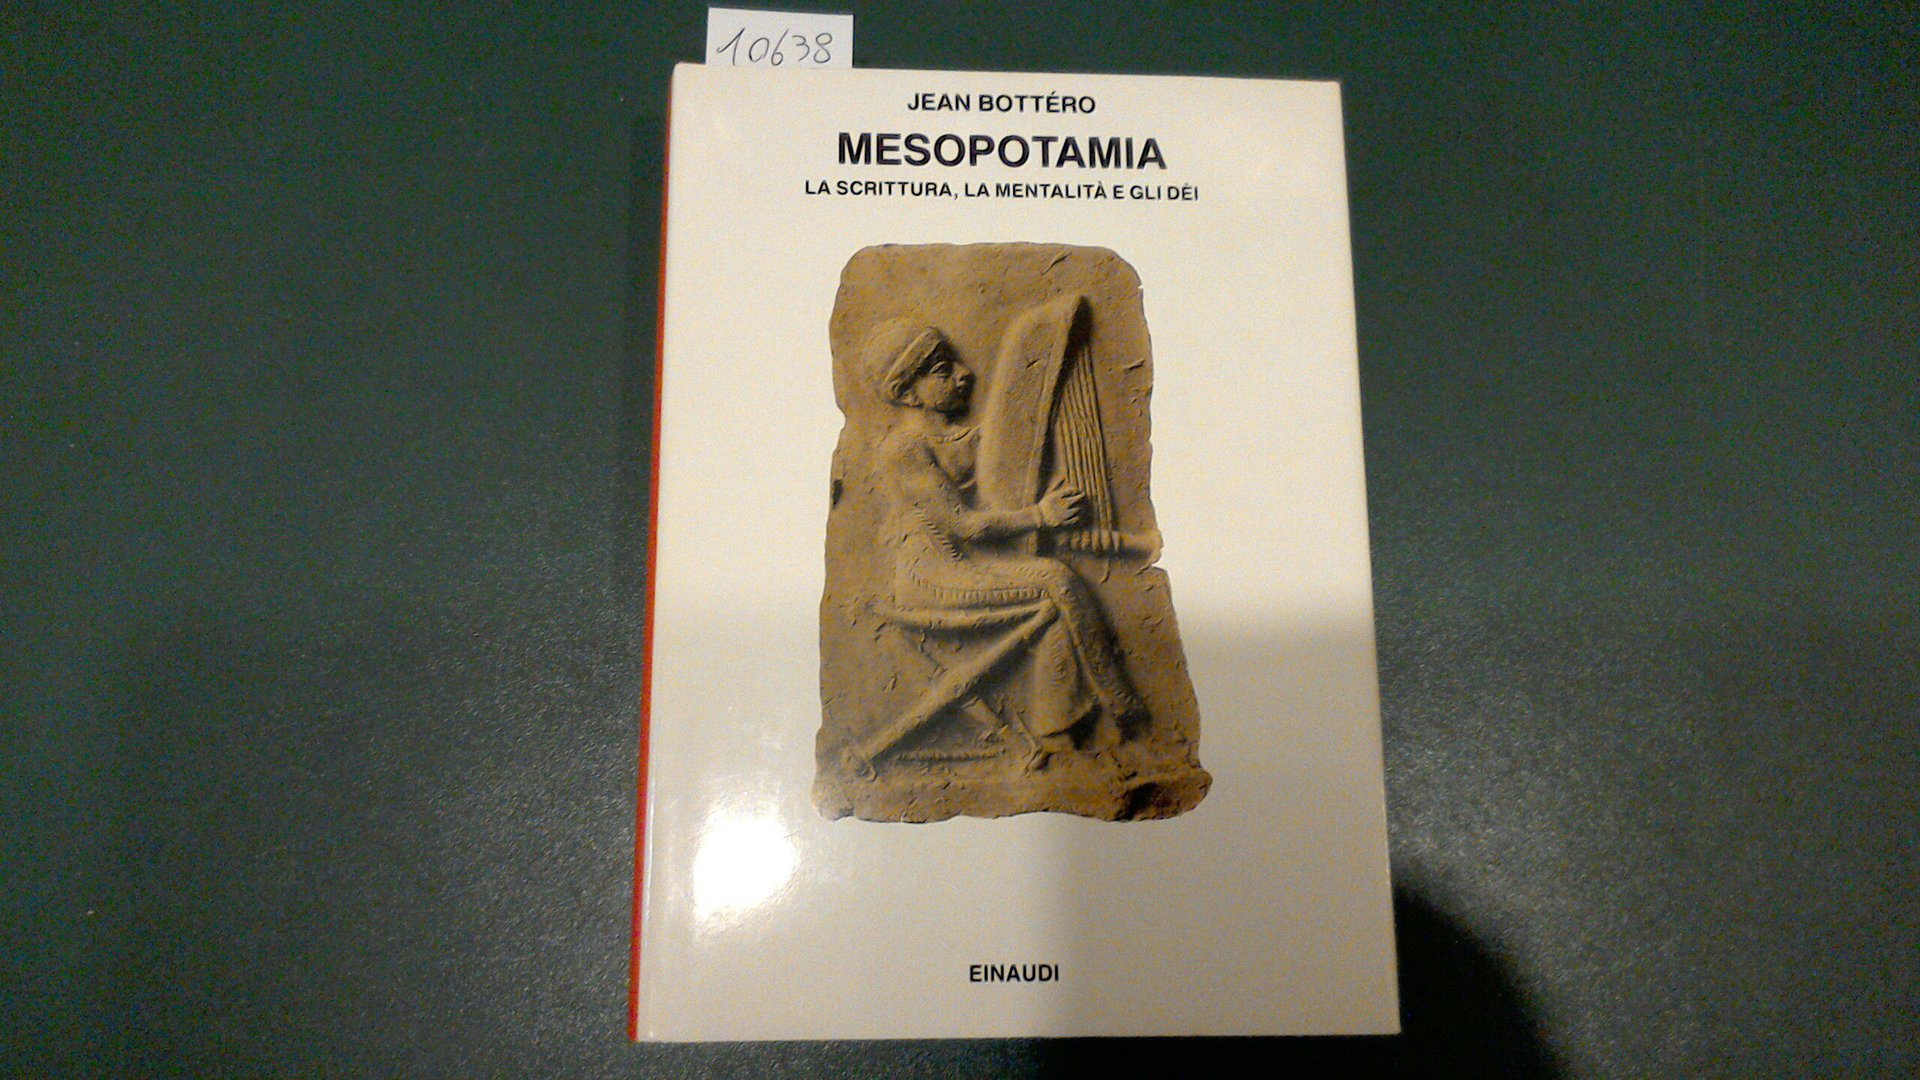 10638
JEAN BOTTÉRO
MESOPOTAMIA
LA SCRITTURA, LA MENTALITÀ E GLI DÈI
EINAUDI